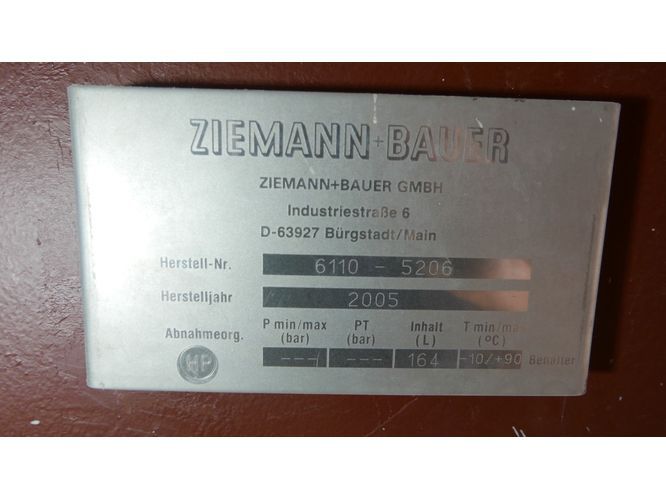 ZIEMANN+BAUER
ZIEMANN+BAUER GMBH
Industriestraße 6
D-63927 Bürgstadt/Main
Herstell-Nr. 6110 - 5206
Herstelljahr 2005
Abnahmeorg. P min/max (bar) PT (bar) Inhalt (L) T min/max (°C)
HP ---/ --- 164 -10/+90 Behälter